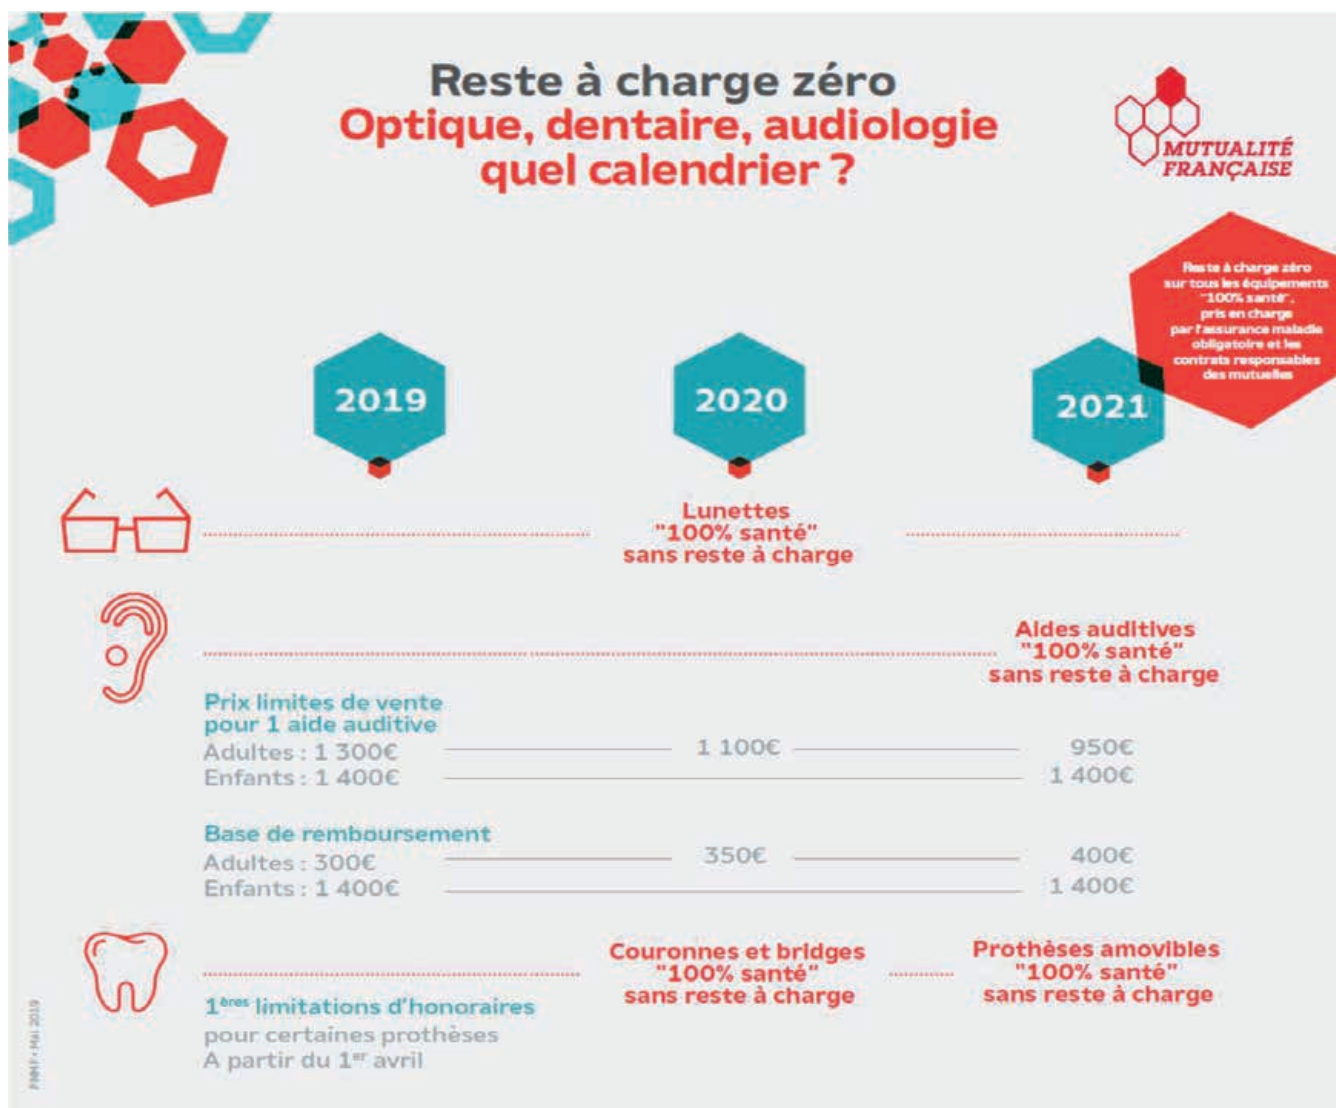 Reste à charge zéro
Optique, dentaire, audiologie
quel calendrier ?
MUTUALITÉ
FRANÇAISE
Reste à charge zéro
sur tous les équipements
"100% santé",
pris en charge
par l'assurance maladie
obligatoire et les
contrats responsables
des mutuelles
2019
2020
2021
Lunettes
"100% santé"
sans reste à charge
Aides auditives
"100% santé"
sans reste à charge
Prix limites de vente
pour 1 aide auditive
Adultes : 1 300€ 1 100€ 950€
Enfants : 1 400€ 1 400€
Base de remboursement
Adultes : 300€ 350€ 400€
Enfants : 1 400€ 1 400€
Couronnes et bridges
"100% santé"
sans reste à charge
Prothèses amovibles
"100% santé"
sans reste à charge
1ères limitations d'honoraires
pour certaines prothèses
A partir du 1er avril
FNMF • Mai 2019